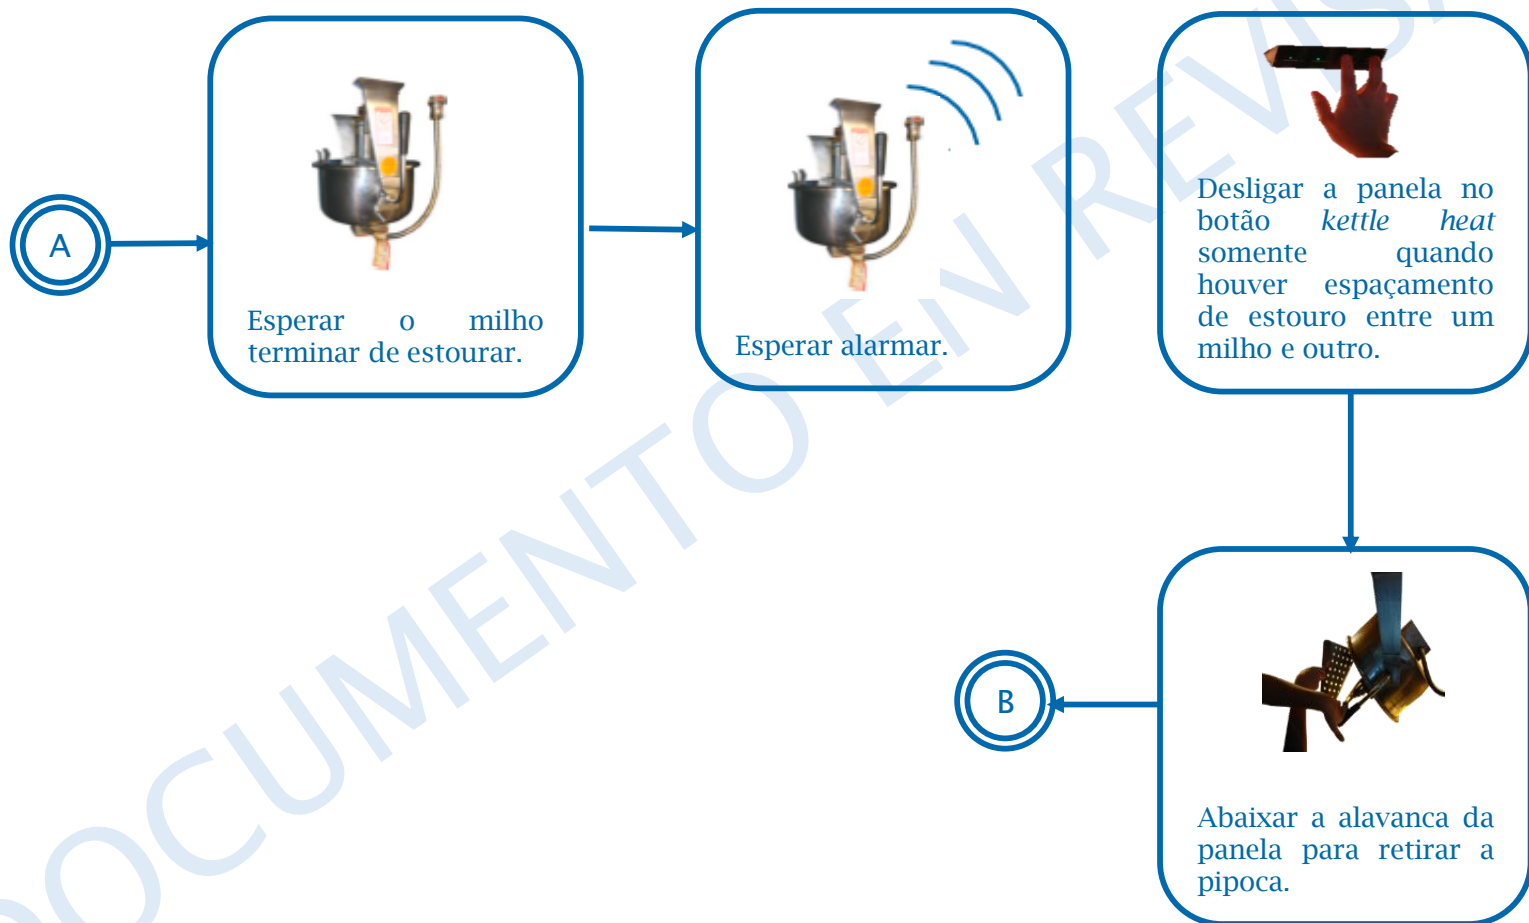 A
Esperar o milho
terminar de estourar.
Esperar alarmar.
Desligar a panela no
botão kettle heat
somente quando
houver espaçamento
de estouro entre um
milho e outro.
Abaixar a alavanca da
panela para retirar a
pipoca.
B
DOCUMENTO EN REVIS